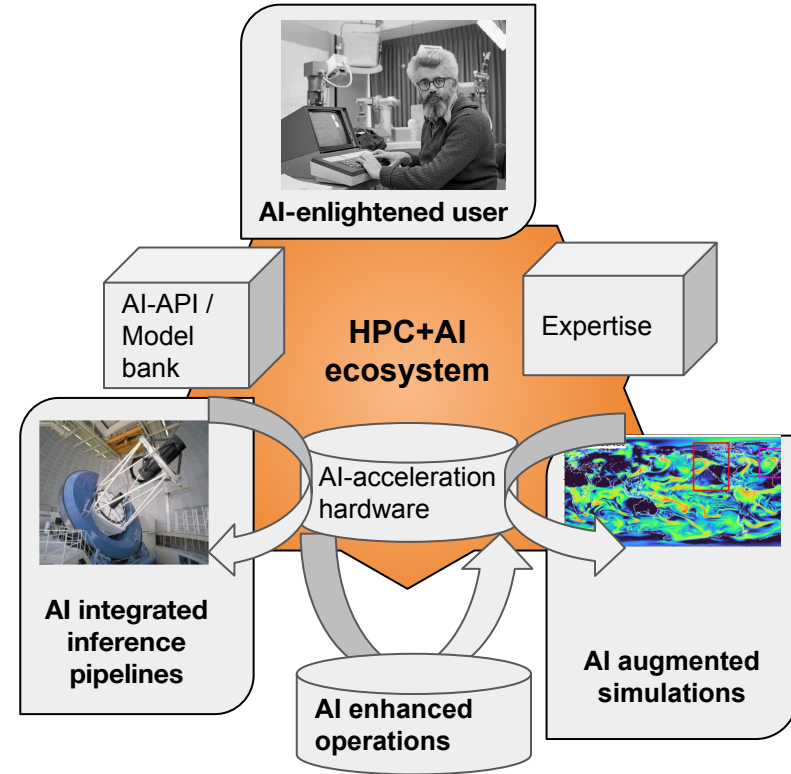 AI-enlightened user
AI-API /
Model
bank
HPC+AI
ecosystem
Expertise
AI-acceleration
hardware
AI integrated
inference
pipelines
AI augmented
simulations
AI enhanced
operations